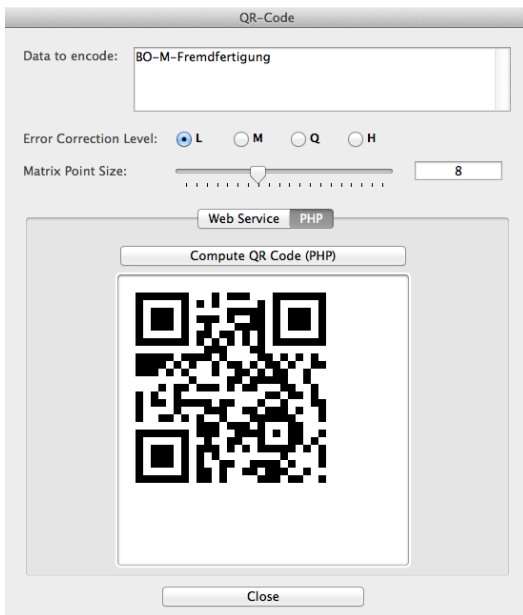 QR-Code
Data to encode: BO-M-Fremdfertigung
Error Correction Level: L M Q H
Matrix Point Size: 8
Web Service PHP
Compute QR Code (PHP)
Close